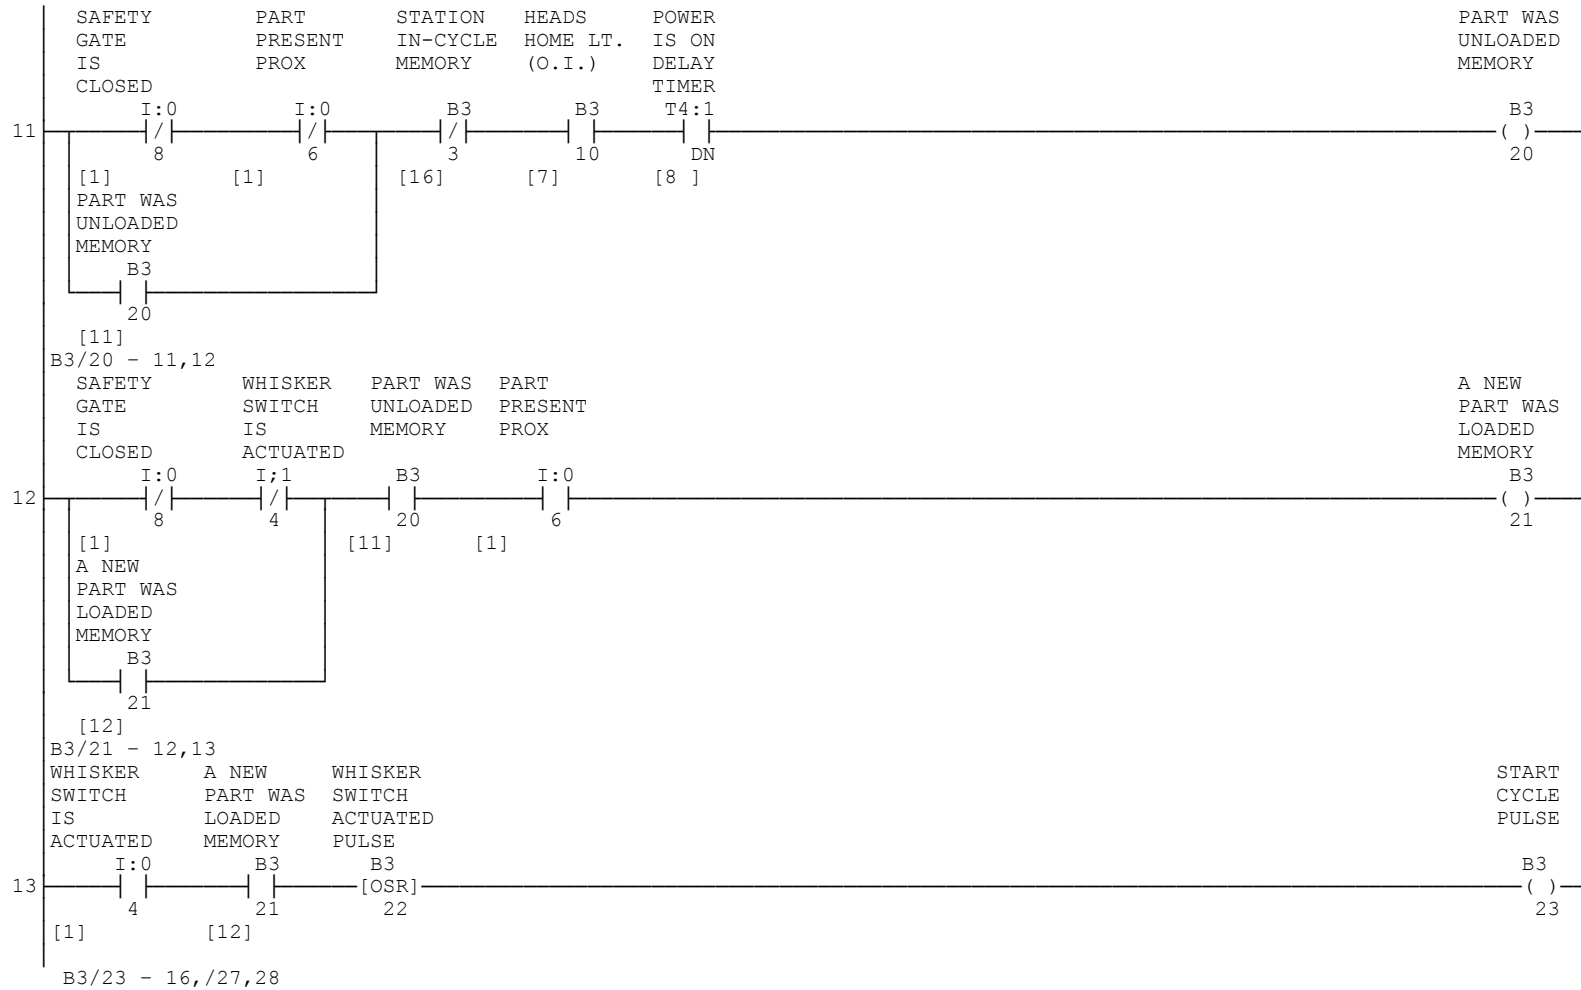 SAFETY PART STATION HEADS POWER PART WAS
GATE PRESENT IN-CYCLE HOME LT. IS ON UNLOADED
IS PROX MEMORY (O.I.) DELAY MEMORY
CLOSED TIMER
I:0 I:0 B3 B3 T4:1 B3
11 / / / ( )
8 6 3 10 DN 20
[1] [1] [16] [7] [8 ]
PART WAS
UNLOADED
MEMORY
B3
20
[11]
B3/20 - 11,12
SAFETY WHISKER PART WAS PART A NEW
GATE SWITCH UNLOADED PRESENT PART WAS
IS IS MEMORY PROX LOADED
CLOSED ACTUATED MEMORY
I:0 I;1 B3 I:0 B3
12 / / ( )
8 4 20 6 21
[1] [11] [1]
A NEW
PART WAS
LOADED
MEMORY
B3
21
[12]
B3/21 - 12,13
WHISKER A NEW WHISKER START
SWITCH PART WAS SWITCH CYCLE
IS LOADED ACTUATED PULSE
ACTUATED MEMORY PULSE
I:0 B3 B3 B3
13 [OSR] ( )
4 21 22 23
[1] [12]
B3/23 - 16,/27,28